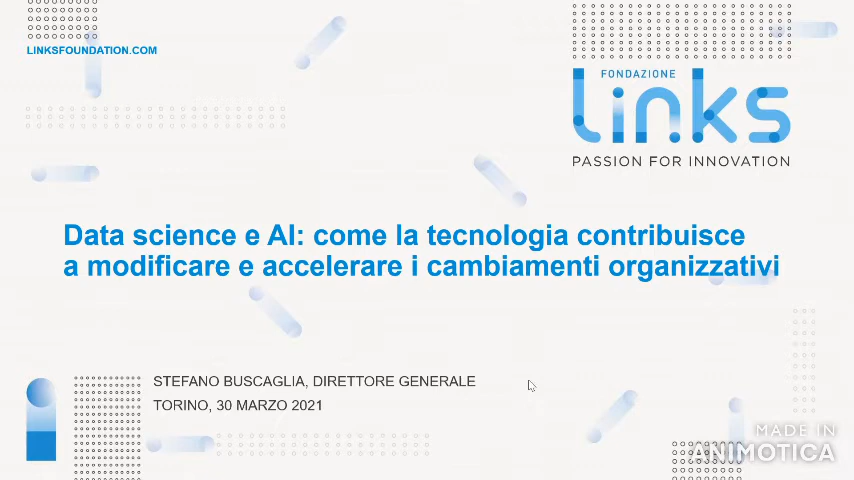 LINKSFOUNDATION.COM
FONDAZIONE
links
PASSION FOR INNOVATION
Data science e AI: come la tecnologia contribuisce
a modificare e accelerare i cambiamenti organizzativi
STEFANO BUSCAGLIA, DIRETTORE GENERALE
TORINO, 30 MARZO 2021
MADE IN
ANIMOTICA